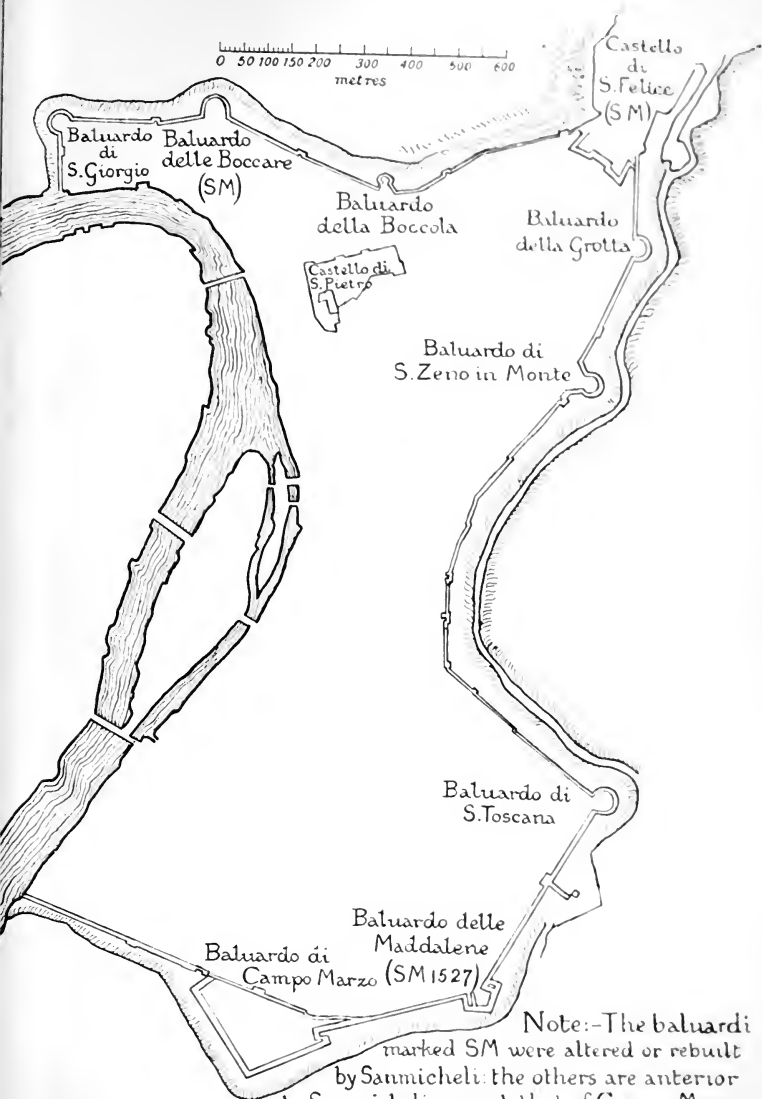 0 50 100 150 200 300 400 500 600
metres
Castello
di
S. Felice
(SM)
Baluardo
di
S. Giorgio
Baluardo
delle Boccare
(SM)
Baluardo
della Boccola
Baluardo
della Grotta
Castello di
S. Pietro
Baluardo di
S. Zeno in Monte
Baluardo di
S. Toscana
Baluardo delle
Maddalene
(SM 1527)
Baluardo di
Campo Marzo
Note:-The baluardi
marked SM were altered or rebuilt
by Sanmicheli: the others are anterior